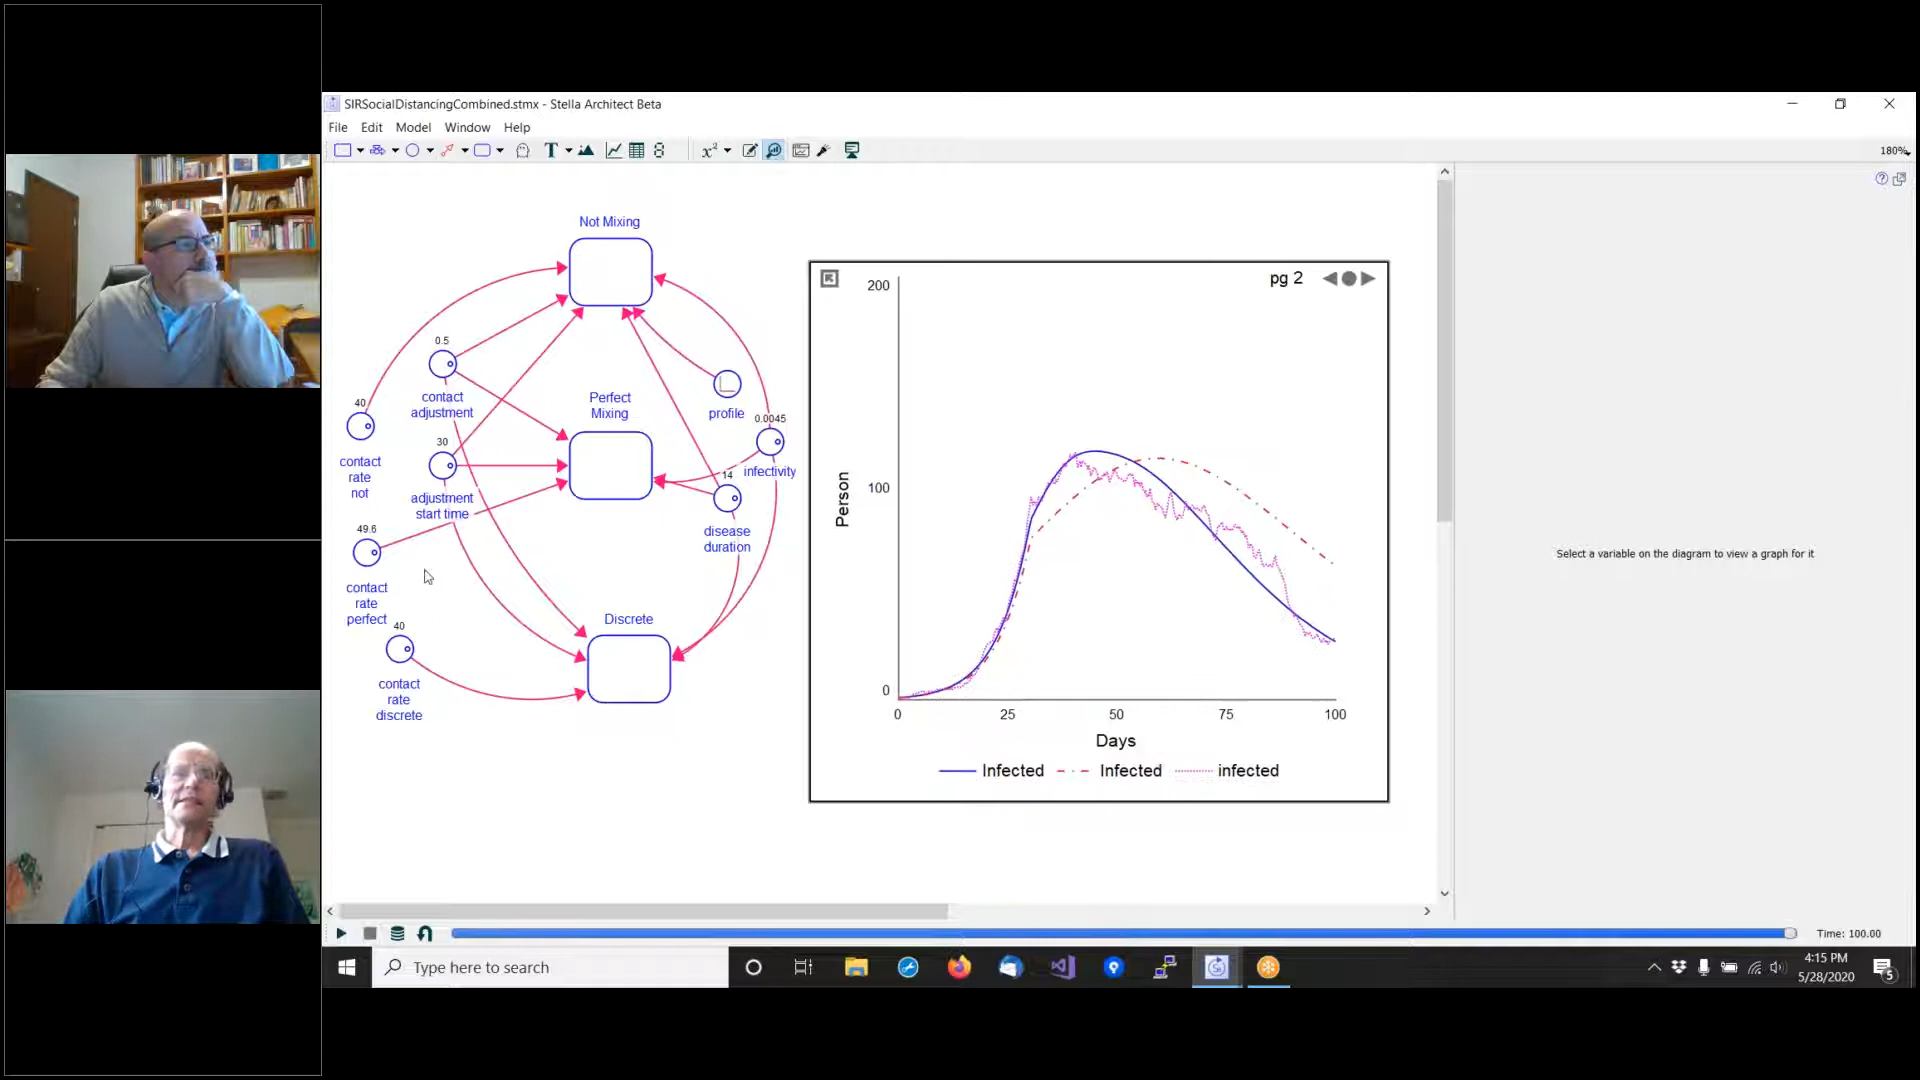 SIRSocialDistancingCombined.stmx - Stella Architect Beta
File Edit Model Window Help
180%
Not Mixing
0.5
contact
adjustment
40
contact
rate
not
30
adjustment
start time
49.6
contact
rate
perfect
40
contact
rate
discrete
Perfect
Mixing
profile
0.0045
infectivity
14
disease
duration
Discrete
pg 2
200
100
0
Person
0 25 50 75 100
Days
Infected Infected infected
Select a variable on the diagram to view a graph for it
Time: 100.00
Type here to search
4:15 PM
5/28/2020
5